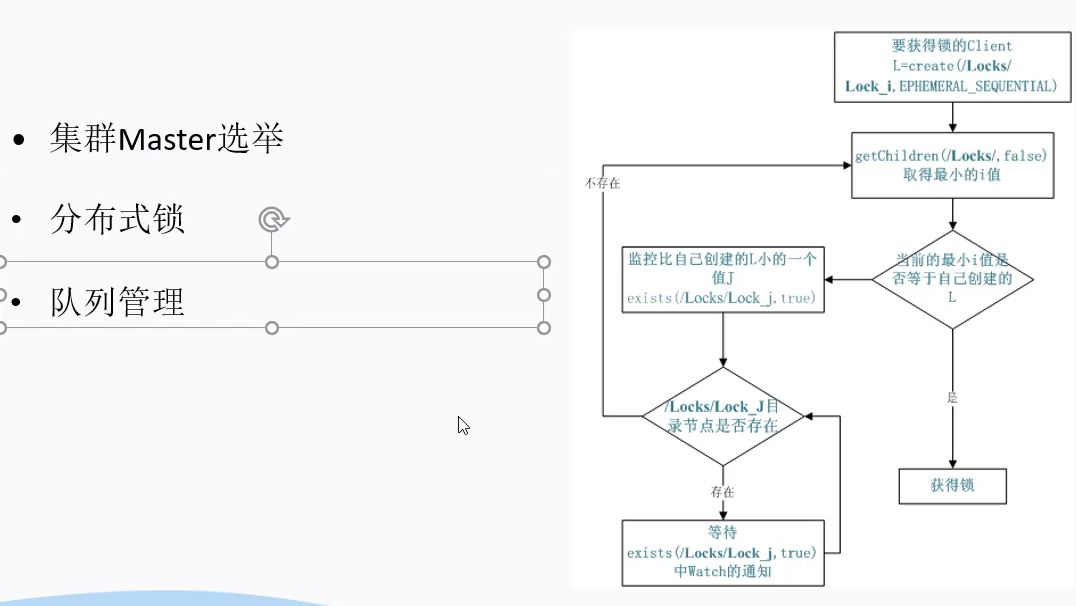 集群Master选举
分布式锁
队列管理
要获得锁的Client
L=create(/Locks/
Lock_i,EPHEMERAL_SEQUENTIAL)
getChildren(/Locks/,false)
取得最小的i值
不存在
当前的最小i值是
否等于自己创建的
L
监控比自己创建的L小的一个
值J
exists(/Locks/Lock_j,true)
/Locks/Lock_J目
录节点是否存在
是
存在
获得锁
等待
exists(/Locks/Lock_j,true)
中Watch的通知